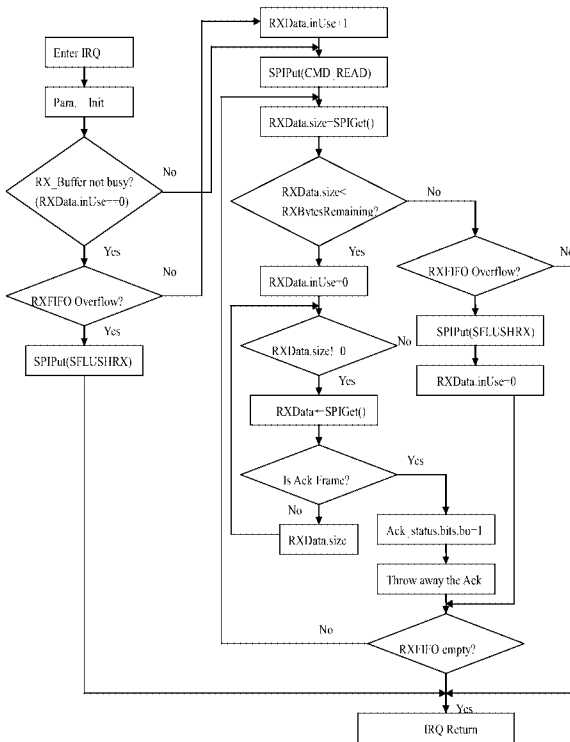 Enter IRQ
Para. Init
RX_Buffer not busy?
(RXData.inUse==0)
No
Yes
RXFIFO Overflow?
No
Yes
SPIPut(SFLUSHRX)
RXData.inUse=1
SPIPut(CMD_READ)
RXData.size=SPIGet()
RXData.size<
RXBytesRemaining?
No
Yes
RXData.inUse=0
RXData.size!=0
No
Yes
RXData←SPIGet()
Is Ack Frame?
Yes
No
RXData.size
RXFIFO Overflow?
No
SPIPut(SFLUSHRX)
RXData.inUse=0
Ack_status.bits.bo=1
Throw away the Ack
RXFIFO empty?
No
Yes
IRQ Return